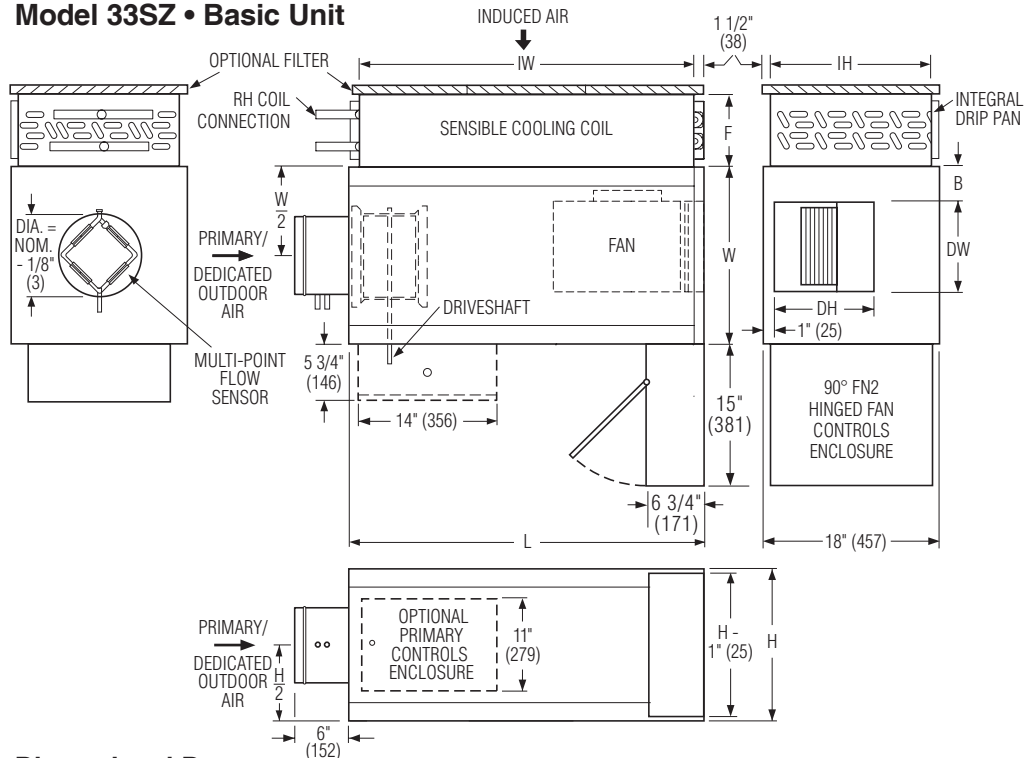 Model 33SZ • Basic Unit
INDUCED AIR
1 1/2"
(38)
OPTIONAL FILTER
IW
IH
RH COIL
CONNECTION
SENSIBLE COOLING COIL
F
INTEGRAL
DRIP PAN
B
W
2
DIA. =
NOM.
- 1/8"
(3)
PRIMARY/
DEDICATED
OUTDOOR
AIR
FAN
W
DW
DH
1" (25)
DRIVESHAFT
MULTI-POINT
FLOW
SENSOR
5 3/4"
(146)
14" (356)
15"
(381)
90° FN2
HINGED FAN
CONTROLS
ENCLOSURE
6 3/4"
(171)
L
18" (457)
PRIMARY/
DEDICATED
OUTDOOR
AIR
H
2
OPTIONAL
PRIMARY
CONTROLS
ENCLOSURE
11"
(279)
H -
1" (25)
H
6"
(152)